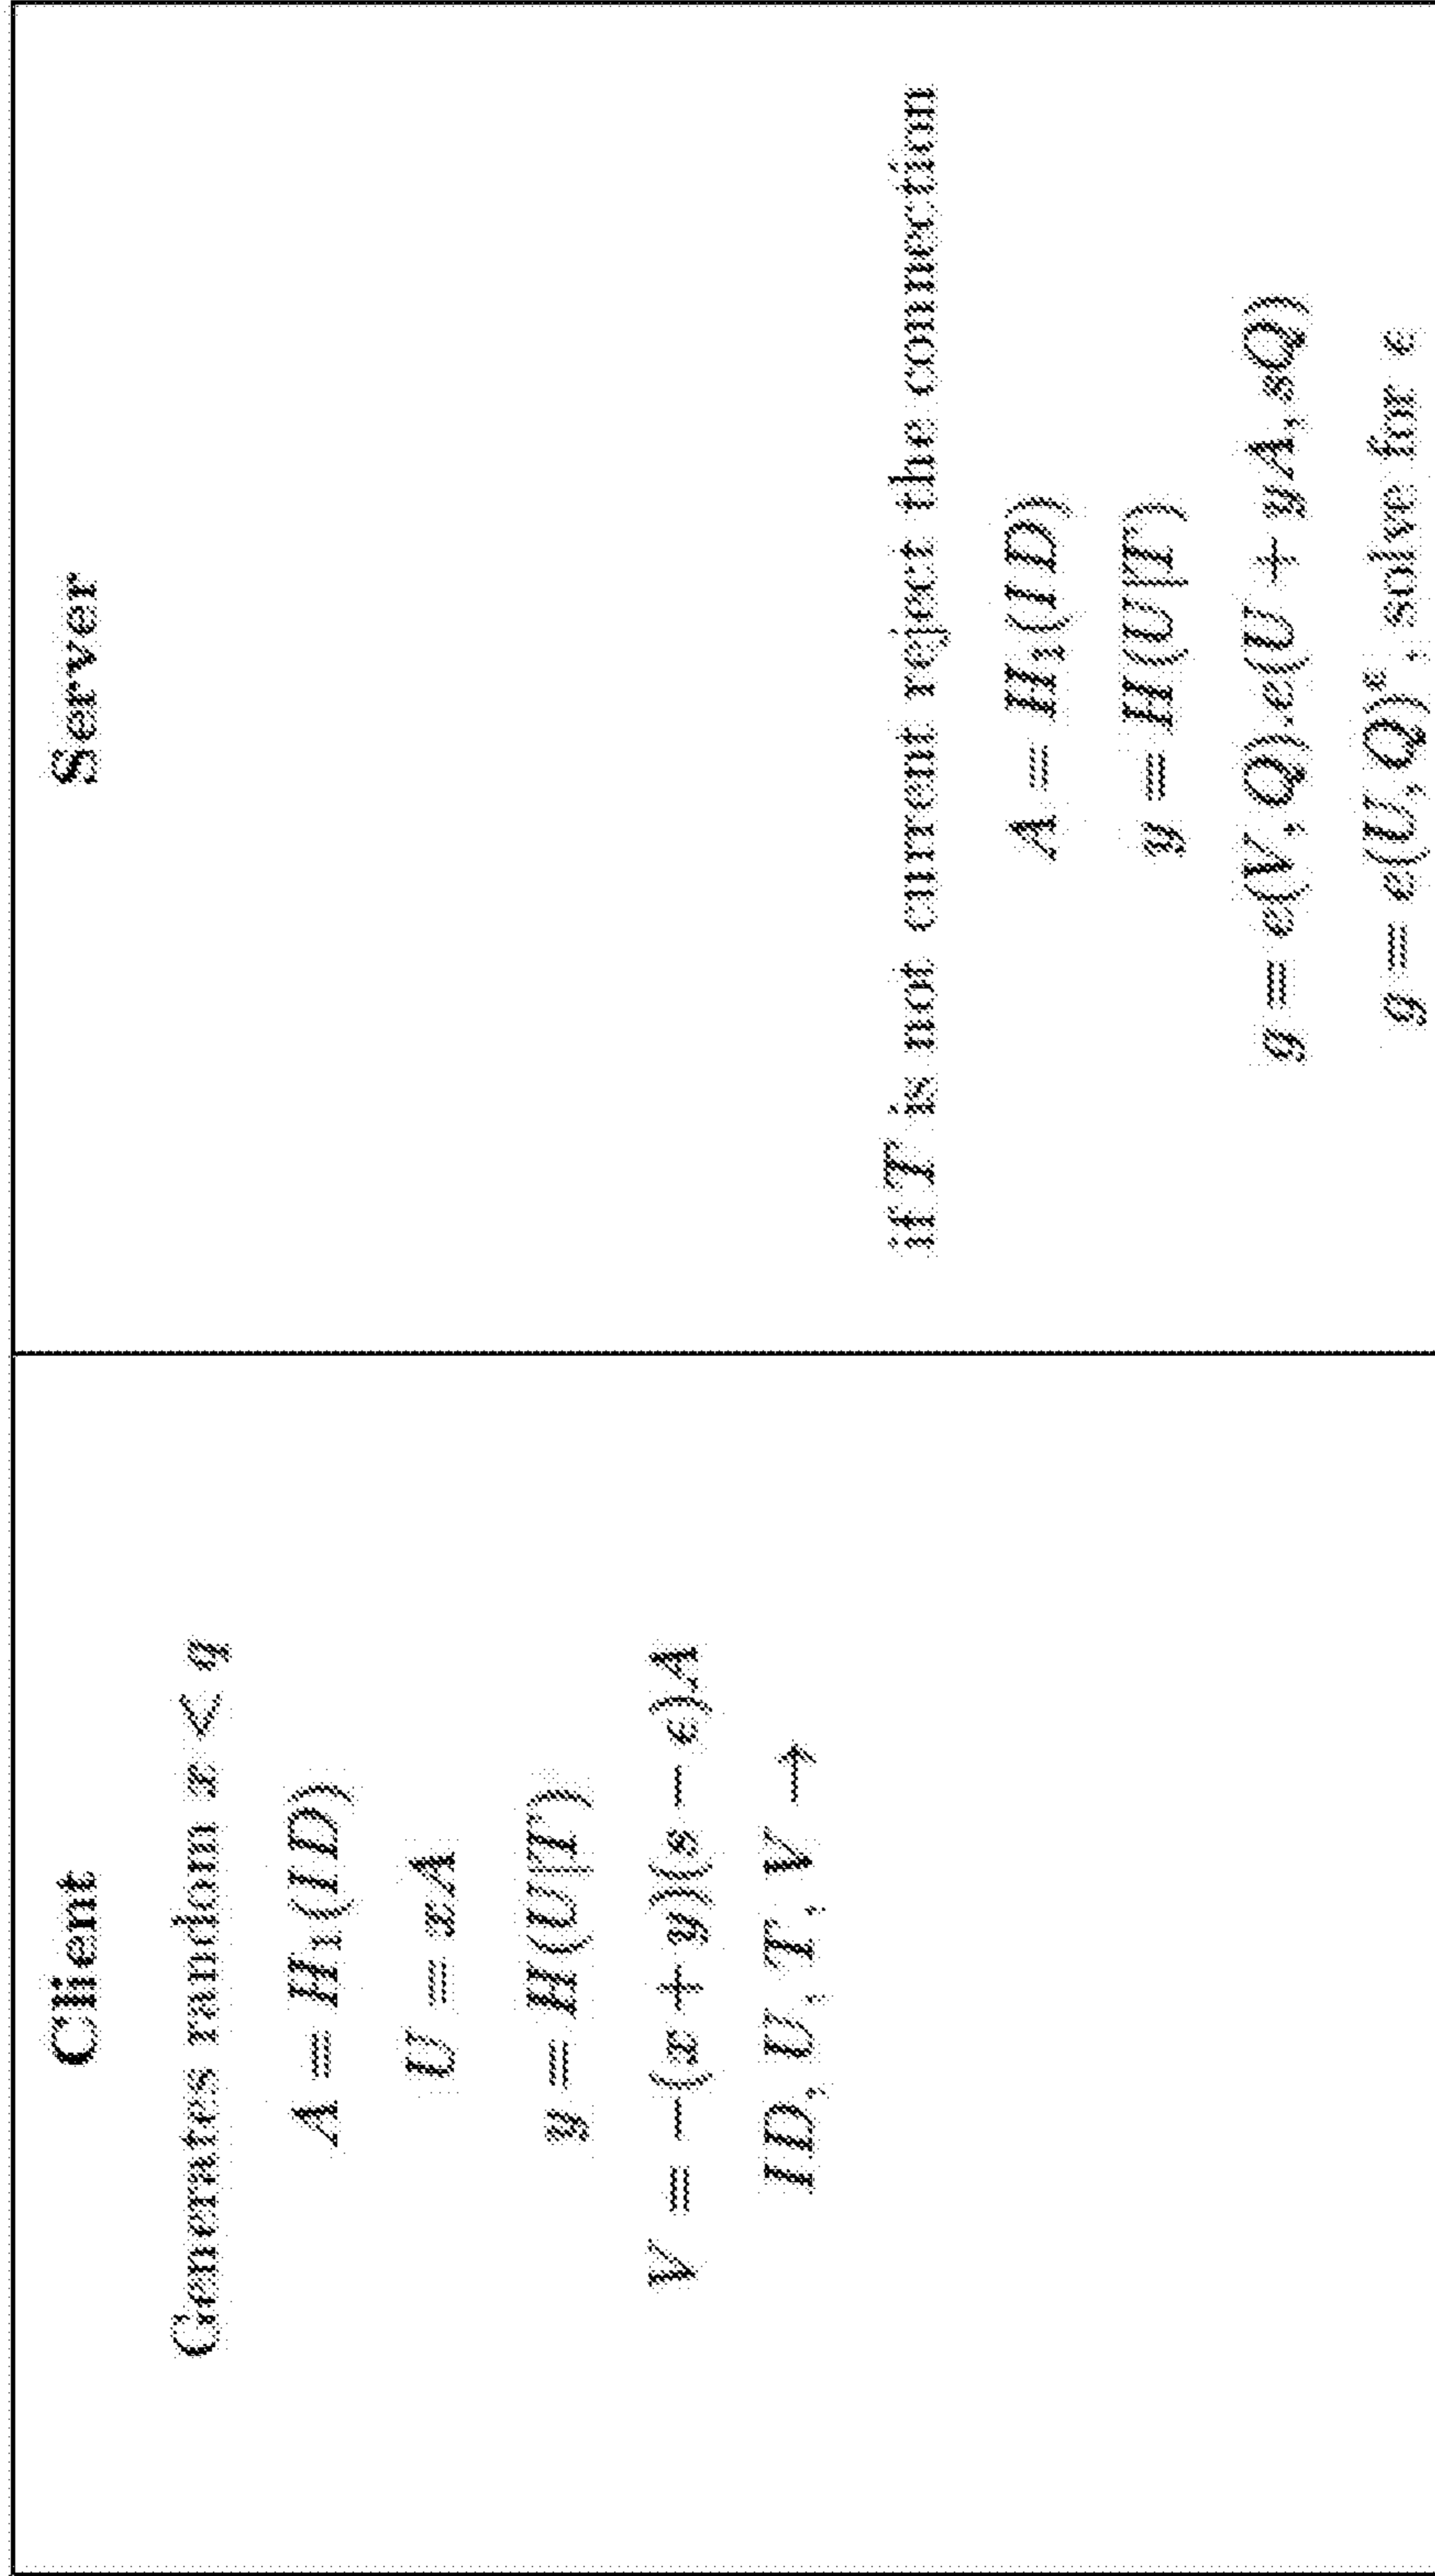 Client
Generates random x < q
A = H₁(ID)
U = xA
y = H(U|T)
V = −(x + y)(s − e)A
ID, U, T, V →
Server
if T is not current reject the connection
A = H₁(ID)
y = H(U|T)
g = e(V, Q).e(U + yA, sQ)
g = e(U, Q)ᵉ, solve for e